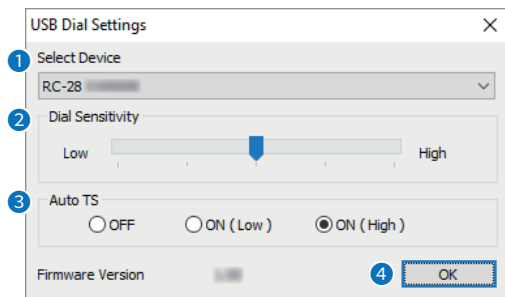 USB Dial Settings
1 Select Device
RC-28
2 Dial Sensitivity
Low High
3 Auto TS
OFF ON ( Low ) ON ( High )
Firmware Version 4 OK